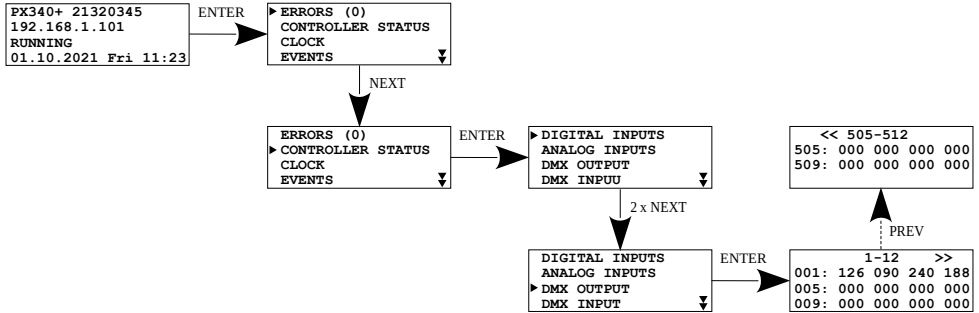 PX340+ 21320345
192.168.1.101
RUNNING
01.10.2021 Fri 11:23
ENTER
ERRORS (0)
CONTROLLER STATUS
CLOCK
EVENTS
NEXT
ERRORS (0)
CONTROLLER STATUS
CLOCK
EVENTS
ENTER
DIGITAL INPUTS
ANALOG INPUTS
DMX OUTPUT
DMX INPUU
2 x NEXT
DIGITAL INPUTS
ANALOG INPUTS
DMX OUTPUT
DMX INPUT
ENTER
1-12 >>
001: 126 090 240 188
005: 000 000 000 000
009: 000 000 000 000
PREV
<< 505-512
505: 000 000 000 000
509: 000 000 000 000